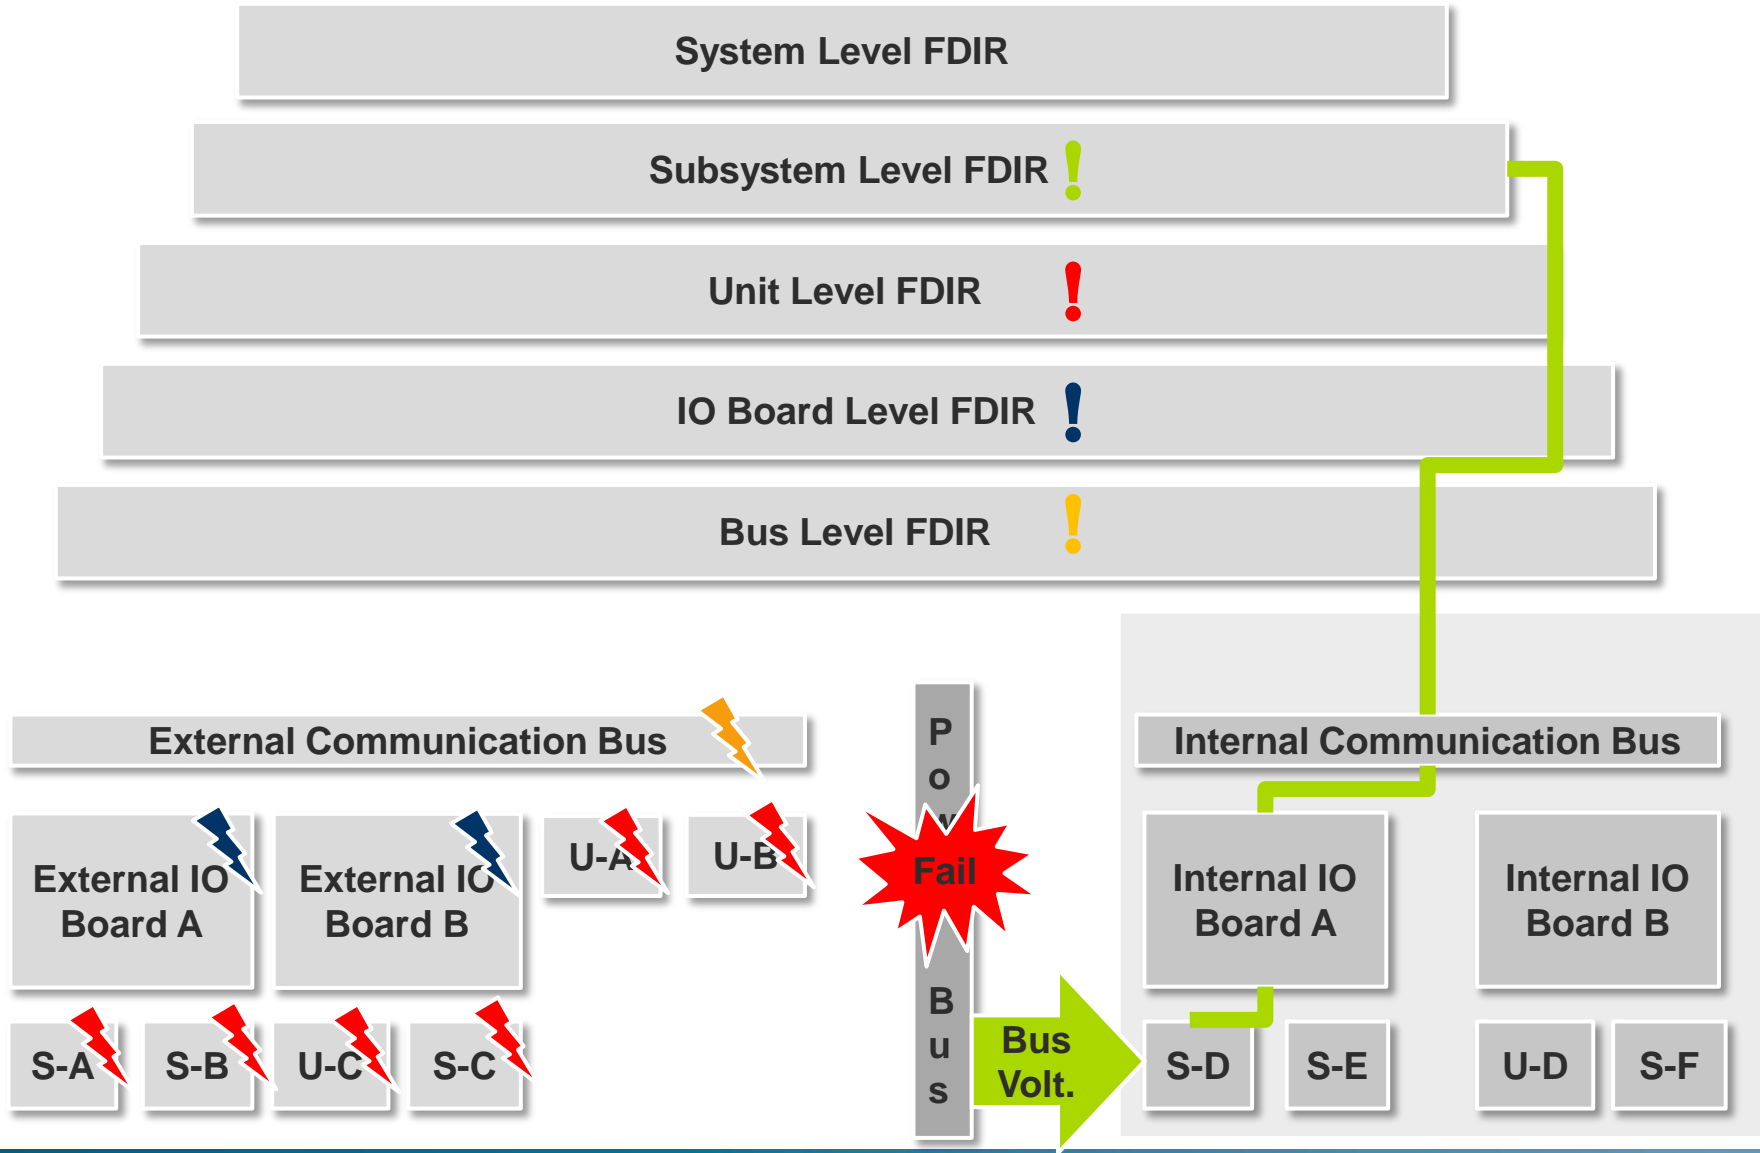 System Level FDIR
Subsystem Level FDIR !
Unit Level FDIR !
IO Board Level FDIR !
Bus Level FDIR !
External Communication Bus
P
o
w
Fail
B
u
s
Internal Communication Bus
External IO
Board A
External IO
Board B
U-A
U-B
Internal IO
Board A
Internal IO
Board B
S-A
S-B
U-C
S-C
Bus
Volt.
S-D
S-E
U-D
S-F